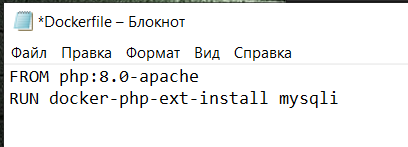 *Dockerfile – Блокнот
Файл Правка Формат Вид Справка
FROM php:8.0-apache
RUN docker-php-ext-install mysqli